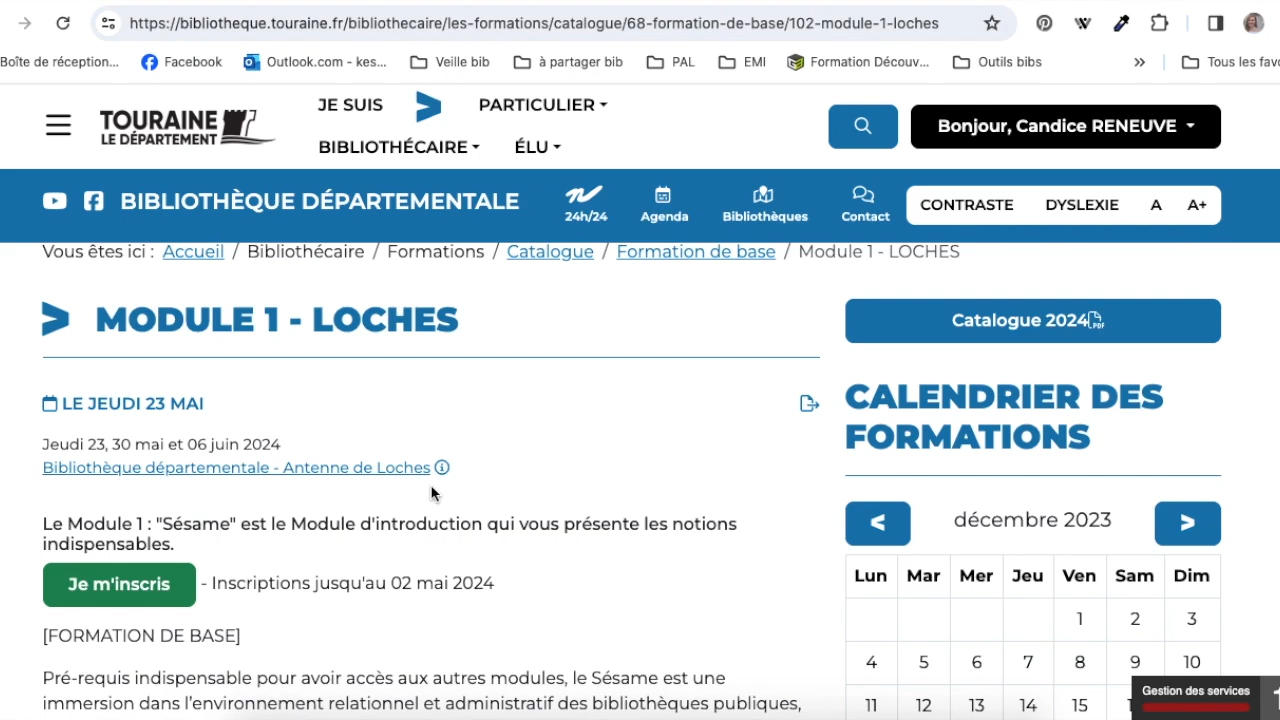 https://bibliotheque.touraine.fr/bibliothecaire/les-formations/catalogue/68-formation-de-base/102-module-1-loches
Boîte de réception...
Facebook
Outlook.com - kes...
Veille bib
à partager bib
PAL
EMI
Formation Découv...
Outils bibs
»
Tous les favo
TOURAINE
LE DÉPARTEMENT
JE SUIS
PARTICULIER
BIBLIOTHÉCAIRE
ÉLU
Bonjour, Candice RENEUVE
BIBLIOTHÈQUE DÉPARTEMENTALE
24h/24
Agenda
Bibliothèques
Contact
CONTRASTE
DYSLEXIE
A
A+
Vous êtes ici : Accueil / Bibliothécaire / Formations / Catalogue / Formation de base / Module 1 - LOCHES
MODULE 1 - LOCHES
LE JEUDI 23 MAI
Jeudi 23, 30 mai et 06 juin 2024
Bibliothèque départementale - Antenne de Loches
Le Module 1 : "Sésame" est le Module d'introduction qui vous présente les notions
indispensables.
Je m'inscris - Inscriptions jusqu'au 02 mai 2024
[FORMATION DE BASE]
Pré-requis indispensable pour avoir accès aux autres modules, le Sésame est une
immersion dans l'environnement relationnel et administratif des bibliothèques publiques,
Catalogue 2024
PDF
CALENDRIER DES
FORMATIONS
<
décembre 2023
>
Lun Mar Mer Jeu Ven Sam Dim
1 2 3
4 5 6 7 8 9 10
11 12 13 14 15
Gestion des services